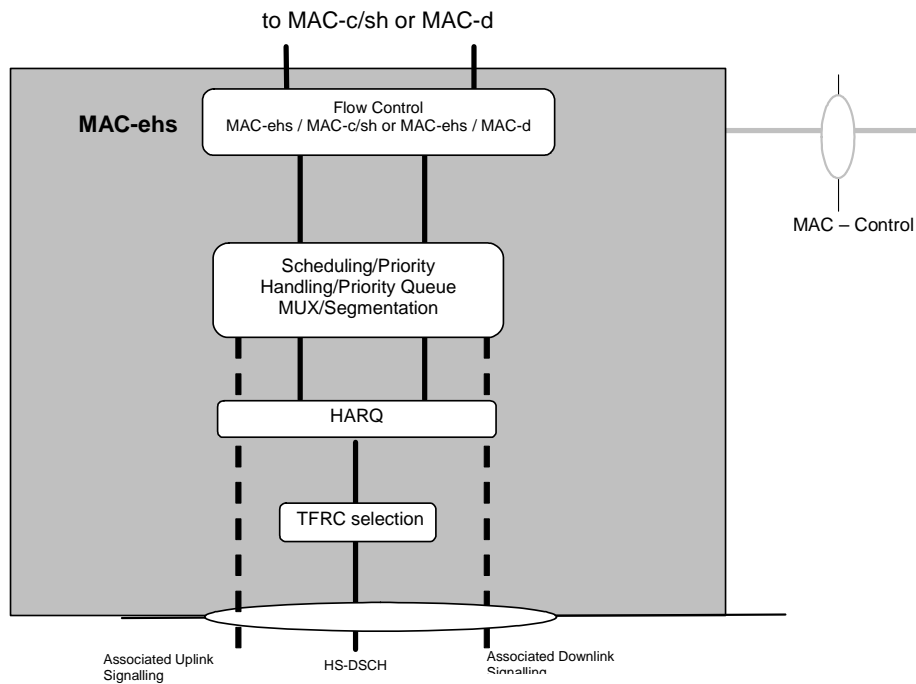 to MAC-c/sh or MAC-d
MAC-ehs
Flow Control
MAC-ehs / MAC-c/sh or MAC-ehs / MAC-d
MAC – Control
Scheduling/Priority
Handling/Priority Queue
MUX/Segmentation
HARQ
TFRC selection
Associated Uplink
Signalling
HS-DSCH
Associated Downlink
Signalling